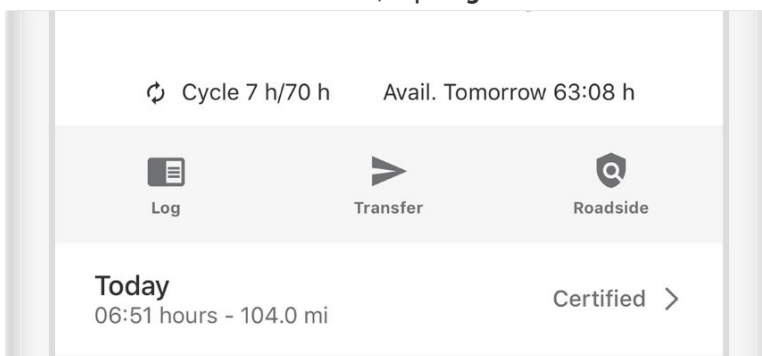 Cycle 7 h/70 h Avail. Tomorrow 63:08 h
Log Transfer Roadside
Today
06:51 hours - 104.0 mi
Certified